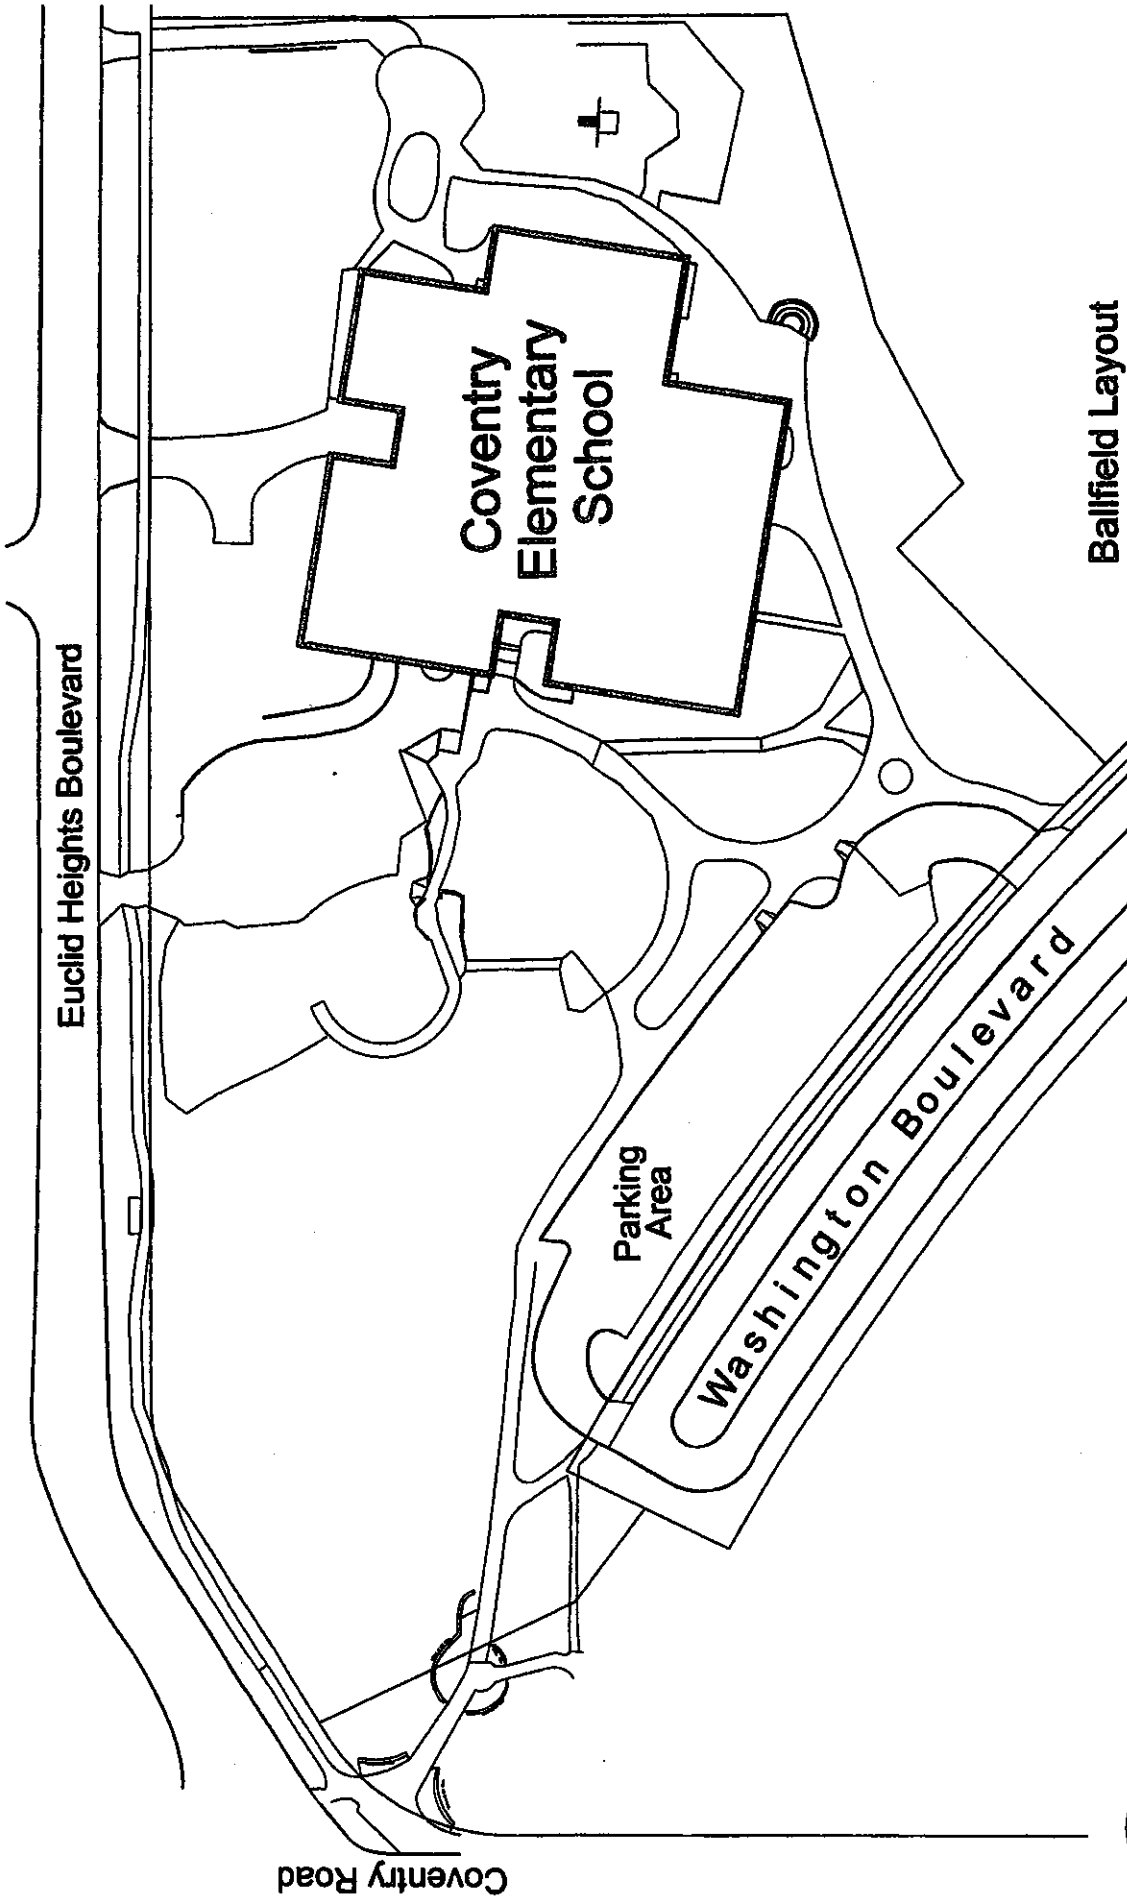 Euclid Heights Boulevard
Coventry
Elementary
School
Parking
Area
Washington Boulevard
Coventry Road
Ballfield Layout